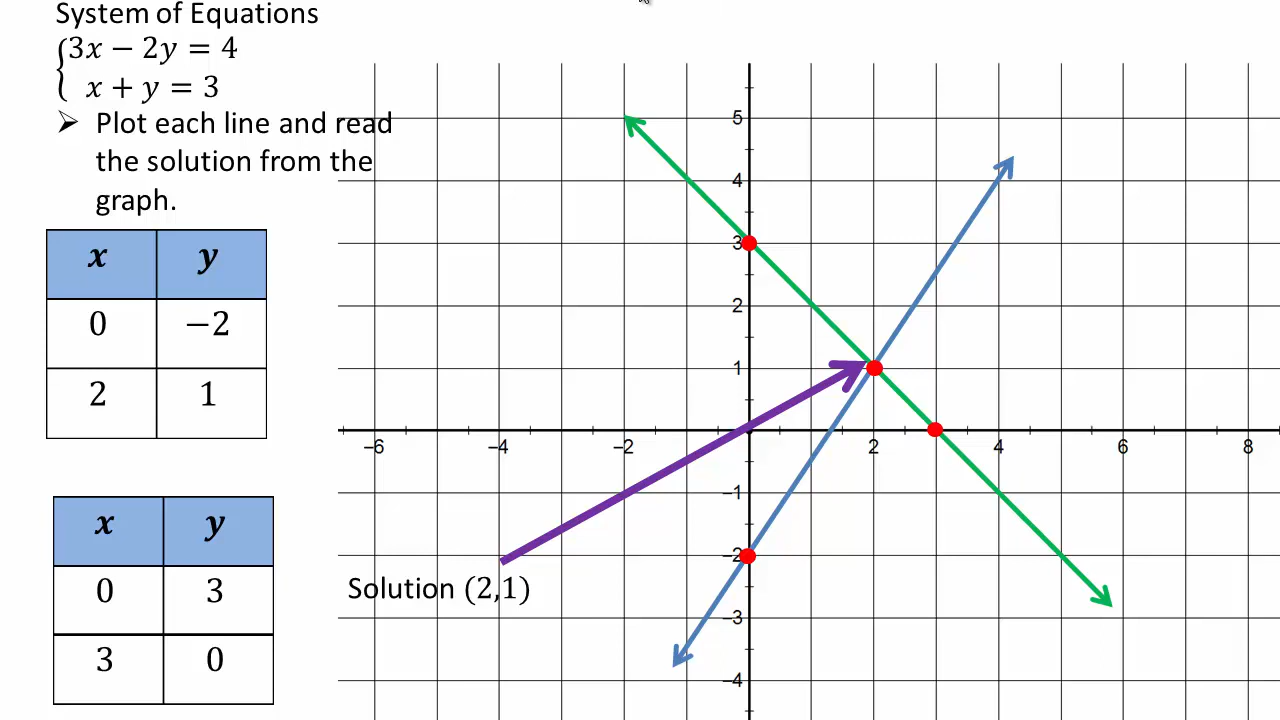 System of Equations
{3x − 2y = 4
x + y = 3
➢ Plot each line and read
the solution from the
graph.
x y
0 −2
2 1
x y
0 3
3 0
5
4
3
2
1
−6 −4 −2 2 4 6 8
−1
−2
−3
−4
Solution (2,1)